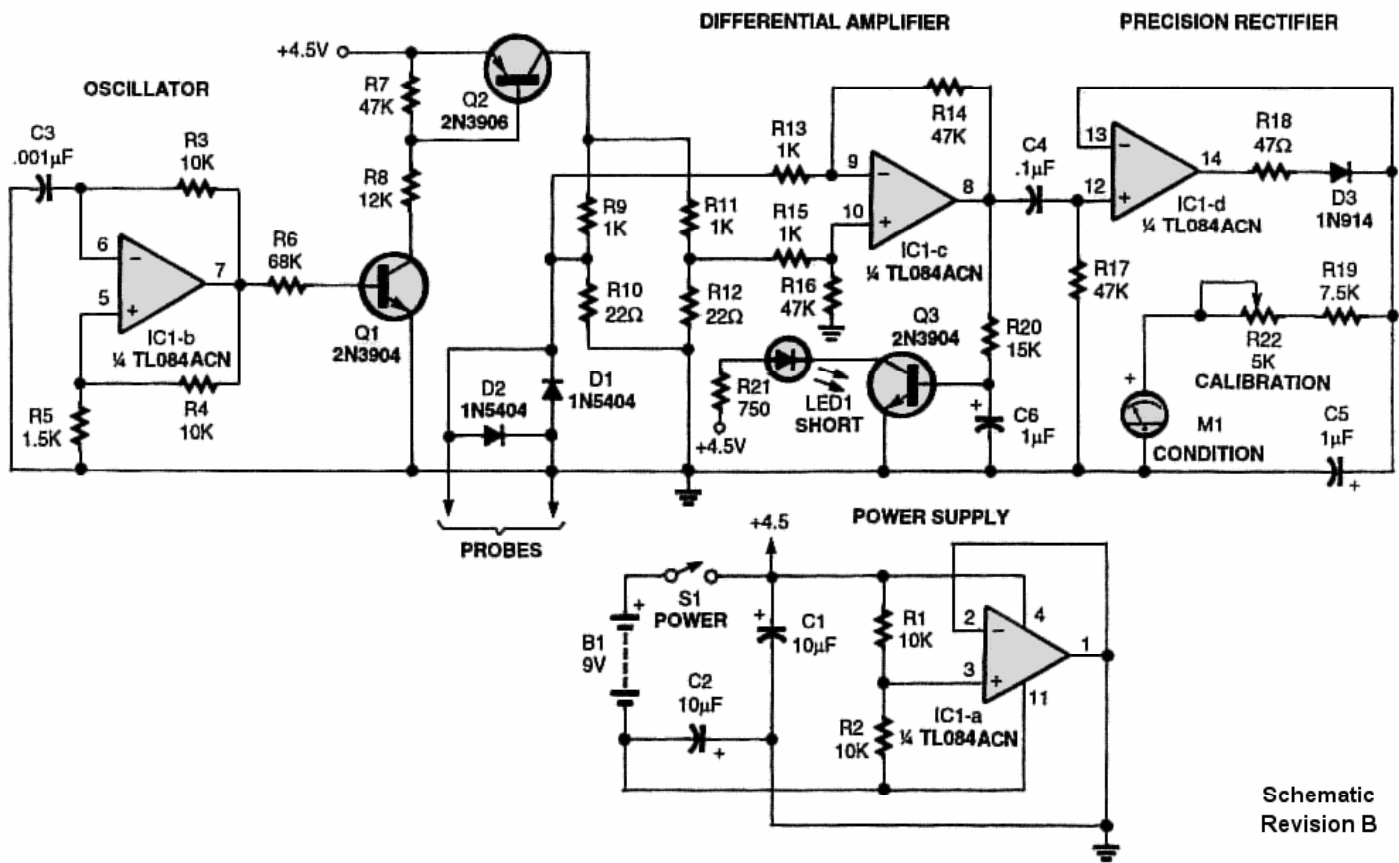 DIFFERENTIAL AMPLIFIER
PRECISION RECTIFIER
OSCILLATOR
+4.5V
R7
47K
Q2
2N3906
C3
.001µF
R3
10K
R8
12K
6
−
5
+
7
IC1-b
¼ TL084ACN
R6
68K
Q1
2N3904
R4
10K
R5
1.5K
R9
1K
R10
22Ω
R11
1K
R12
22Ω
D2
1N5404
D1
1N5404
PROBES
R13
1K
R15
1K
R16
47K
R14
47K
9
−
10
+
8
IC1-c
¼ TL084ACN
C4
.1µF
Q3
2N3904
R20
15K
R21
750
+4.5V
LED1
SHORT
+
C6
1µF
13
−
12
+
14
IC1-d
¼ TL084ACN
R18
47Ω
D3
1N914
R17
47K
R19
7.5K
R22
5K
CALIBRATION
+
M1
CONDITION
C5
1µF
+
POWER SUPPLY
+4.5
S1
POWER
+
B1
9V
+
C1
10µF
C2
10µF
+
R1
10K
R2
10K
2
−
3
+
4
11
1
IC1-a
¼ TL084ACN
Schematic
Revision B